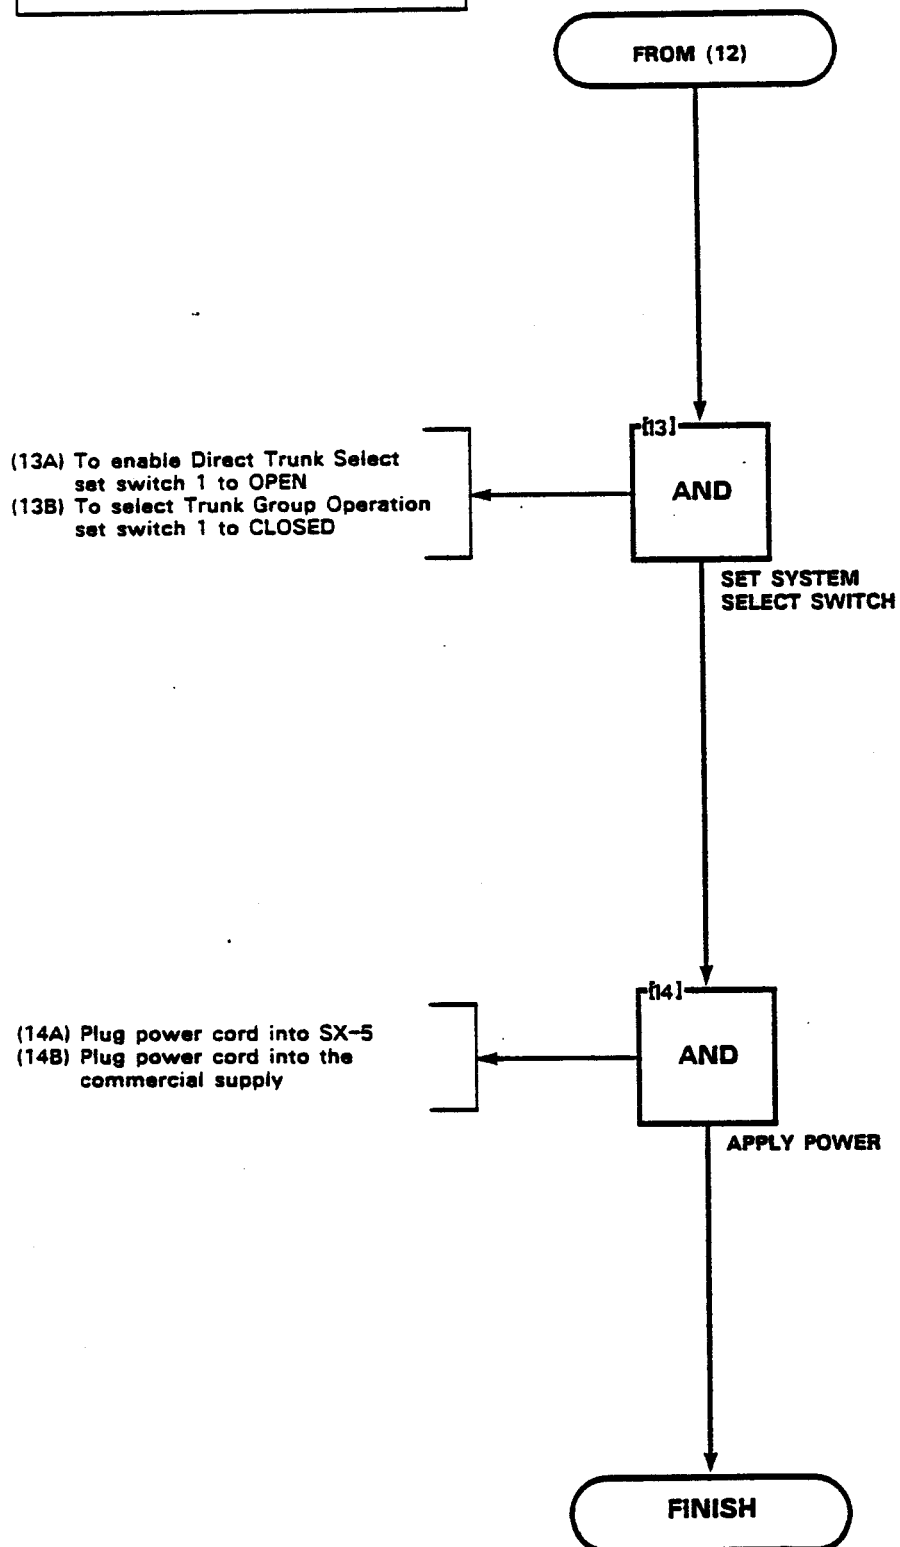 FROM (12)
[13]
AND
(13A) To enable Direct Trunk Select
set switch 1 to OPEN
(13B) To select Trunk Group Operation
set switch 1 to CLOSED
SET SYSTEM
SELECT SWITCH
[14]
AND
(14A) Plug power cord into SX-5
(14B) Plug power cord into the
commercial supply
APPLY POWER
FINISH